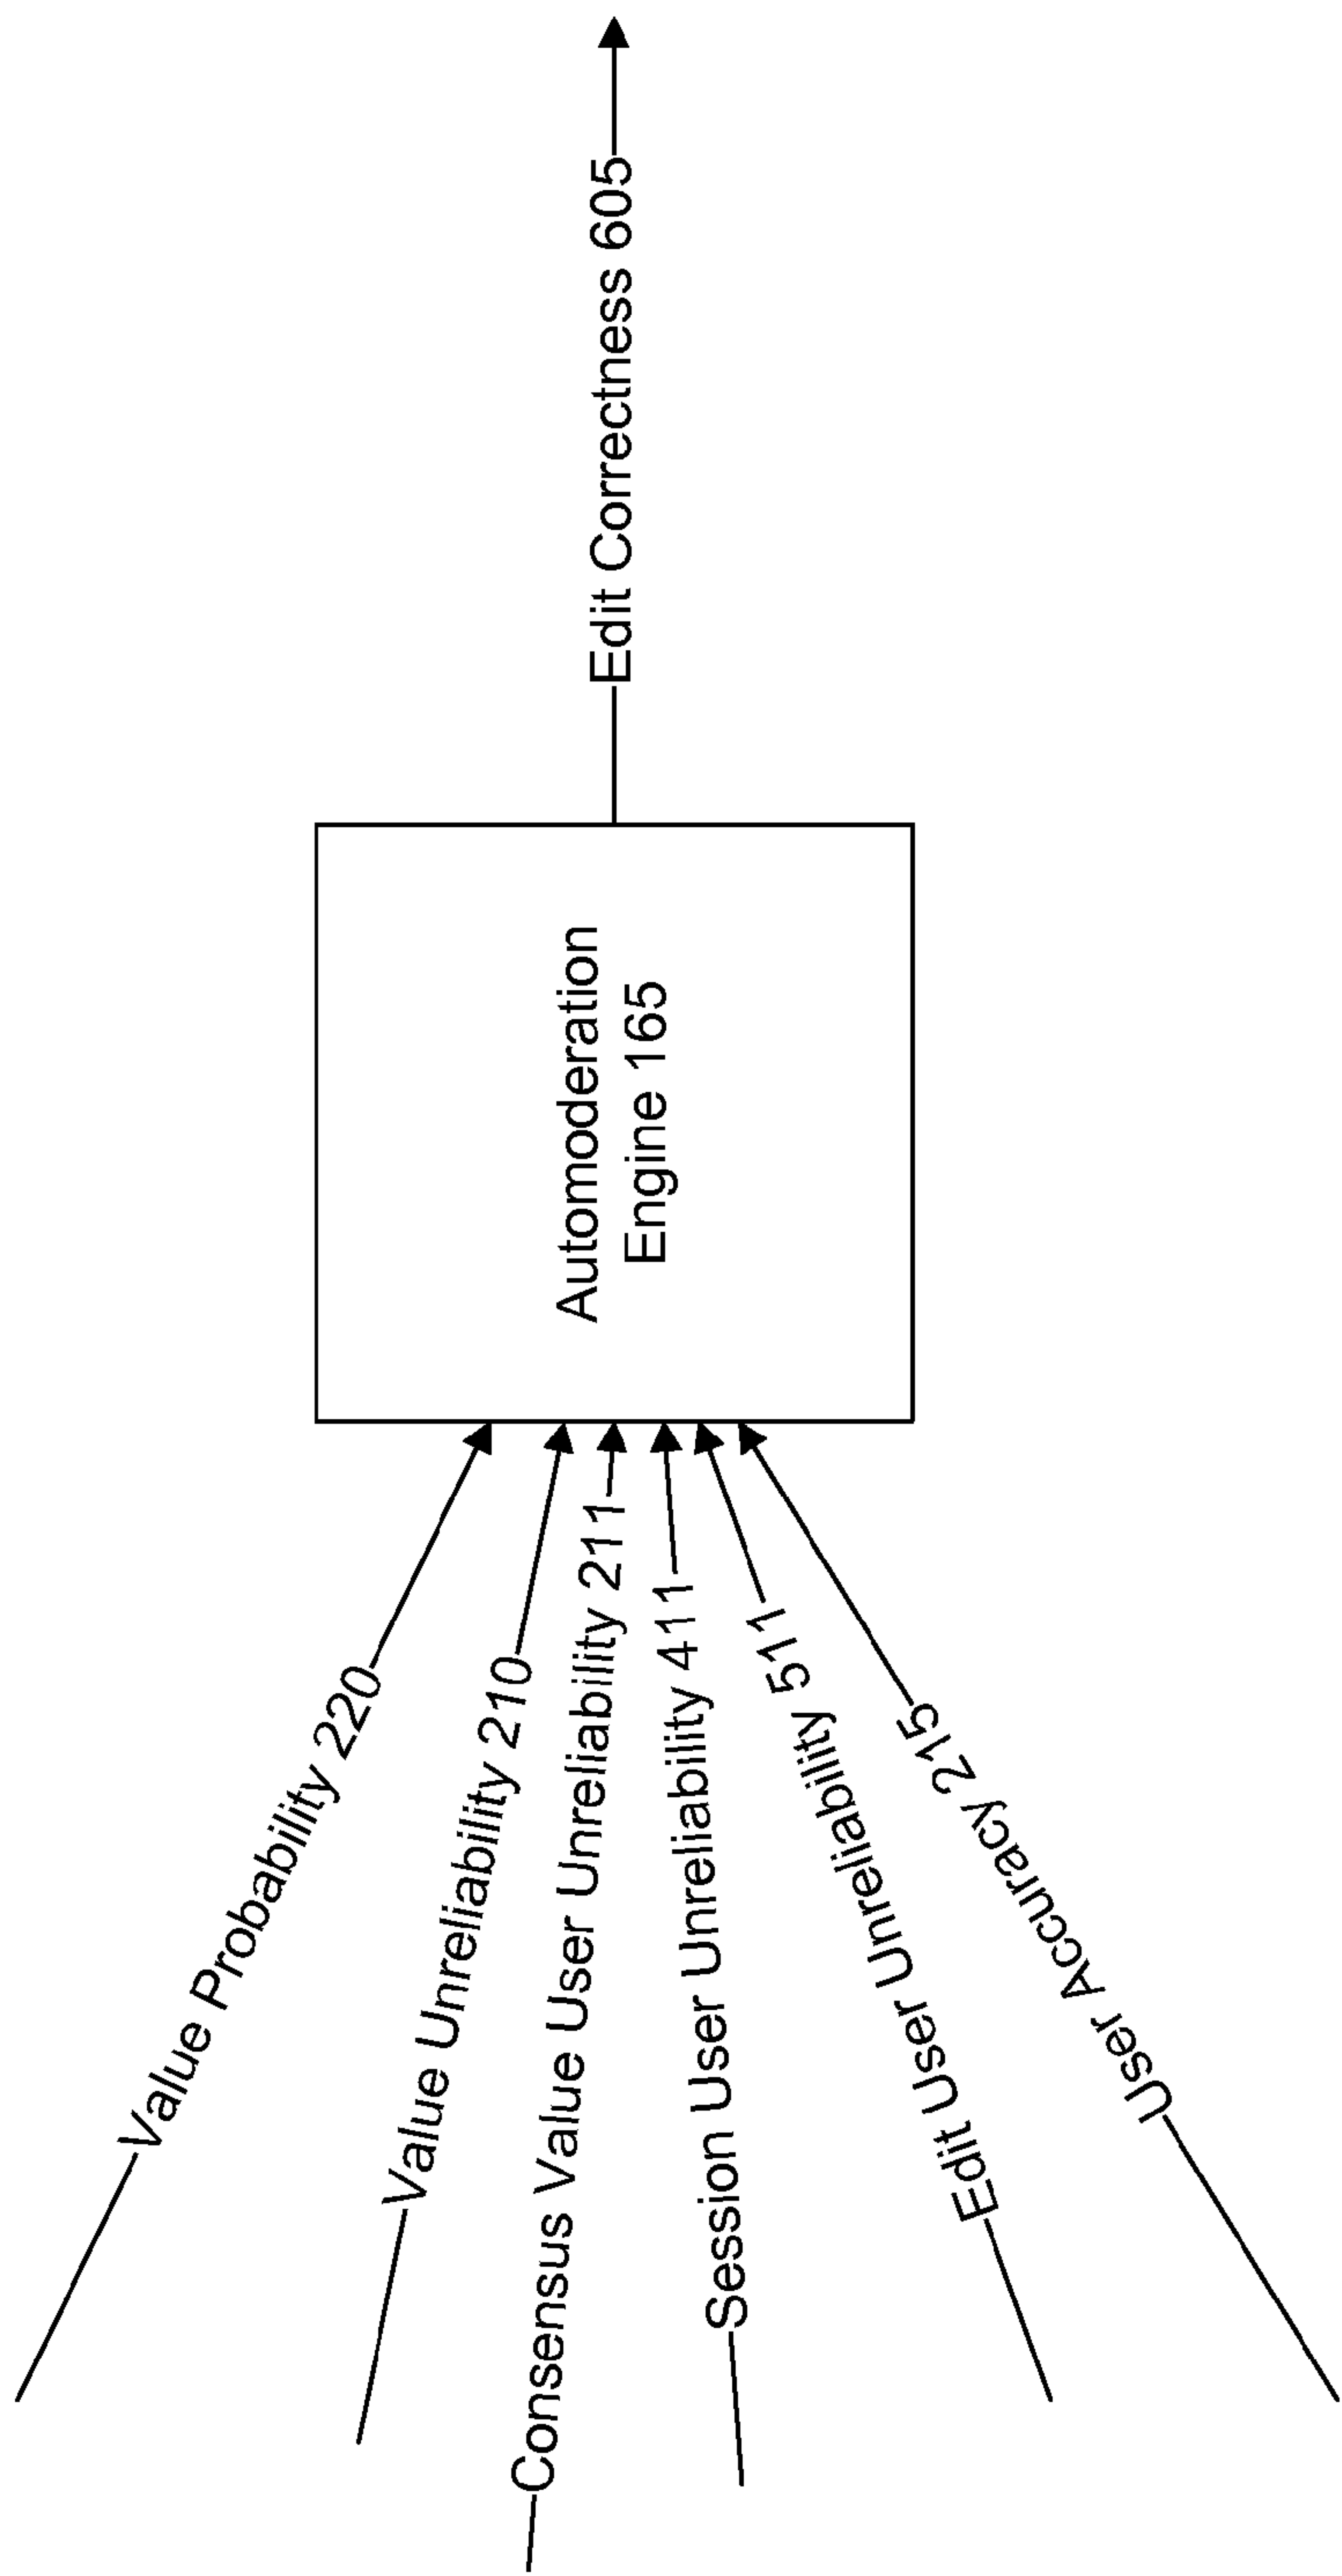 Value Probability 220
Value Unreliability 210
Consensus Value User Unreliability 211
Session User Unreliability 411
Edit User Unreliability 511
User Accuracy 215
Automoderation
Engine 165
Edit Correctness 605